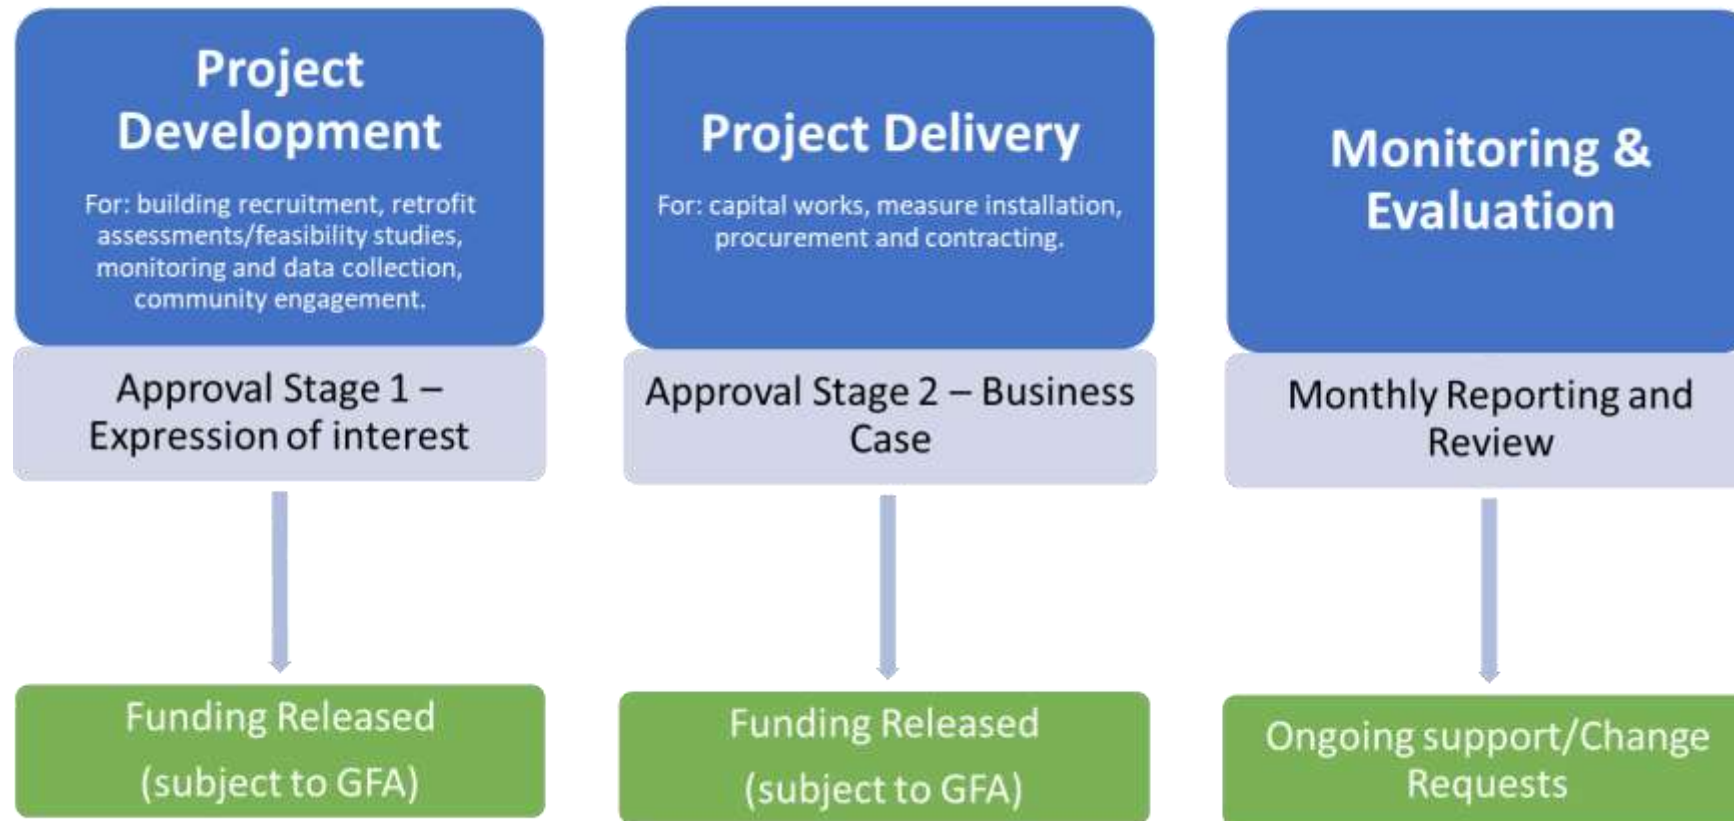 Project
Development
For: building recruitment, retrofit
assessments/feasibility studies,
monitoring and data collection,
community engagement.
Approval Stage 1 –
Expression of interest
Funding Released
(subject to GFA)
Project Delivery
For: capital works, measure installation,
procurement and contracting.
Approval Stage 2 – Business
Case
Funding Released
(subject to GFA)
Monitoring &
Evaluation
Monthly Reporting and
Review
Ongoing support/Change
Requests